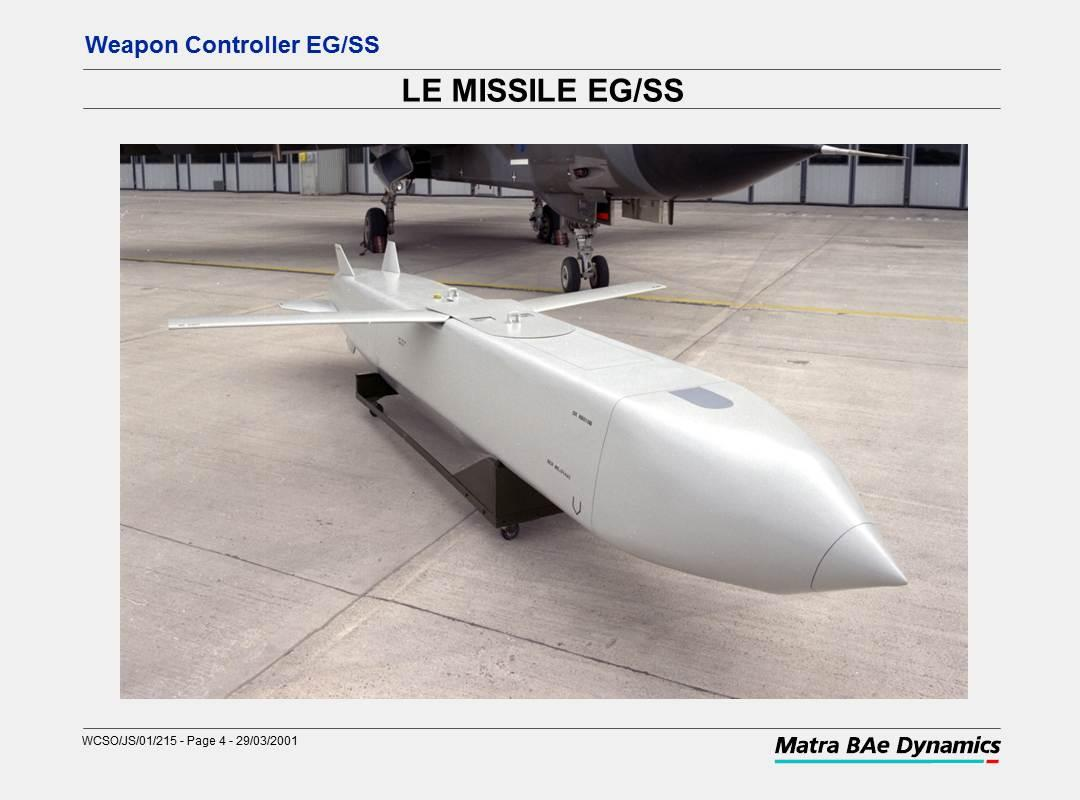 Weapon Controller EG/SS
LE MISSILE EG/SS
WCSO/JS/01/215 - Page 4 - 29/03/2001
Matra BAe Dynamics